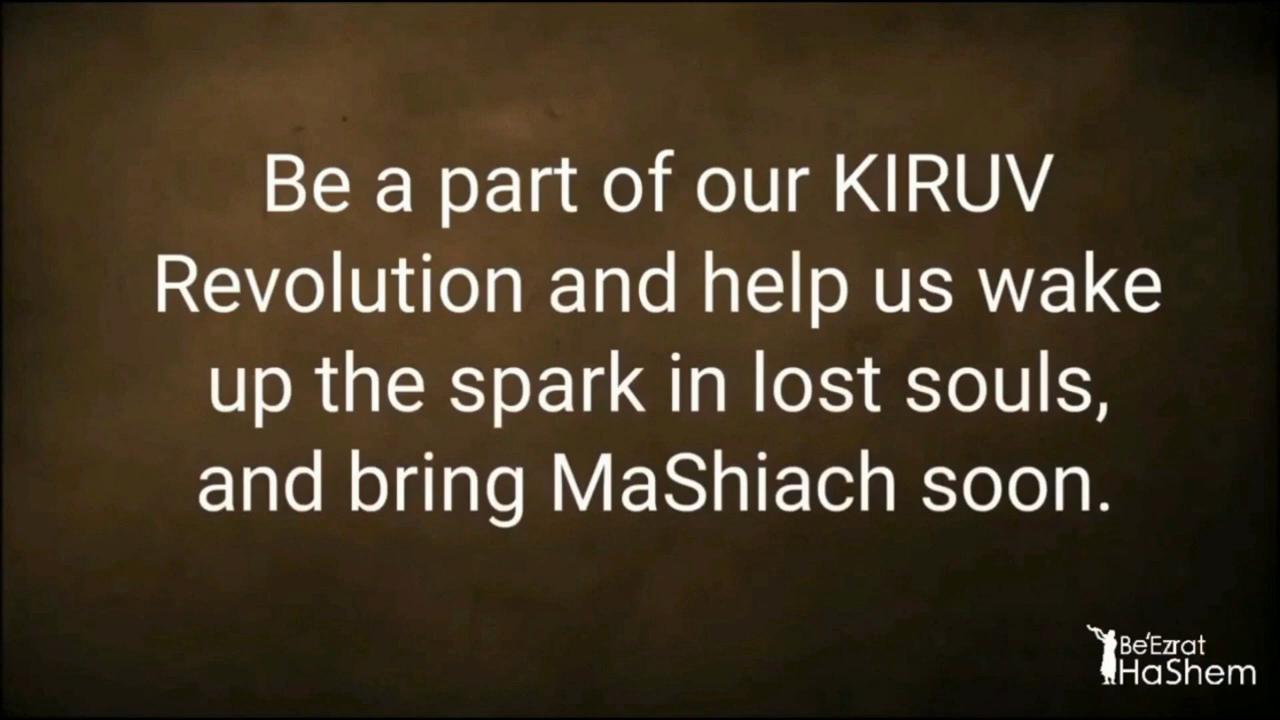 Be a part of our KIRUV
Revolution and help us wake
up the spark in lost souls,
and bring MaShiach soon.
Be'Ezrat
HaShem